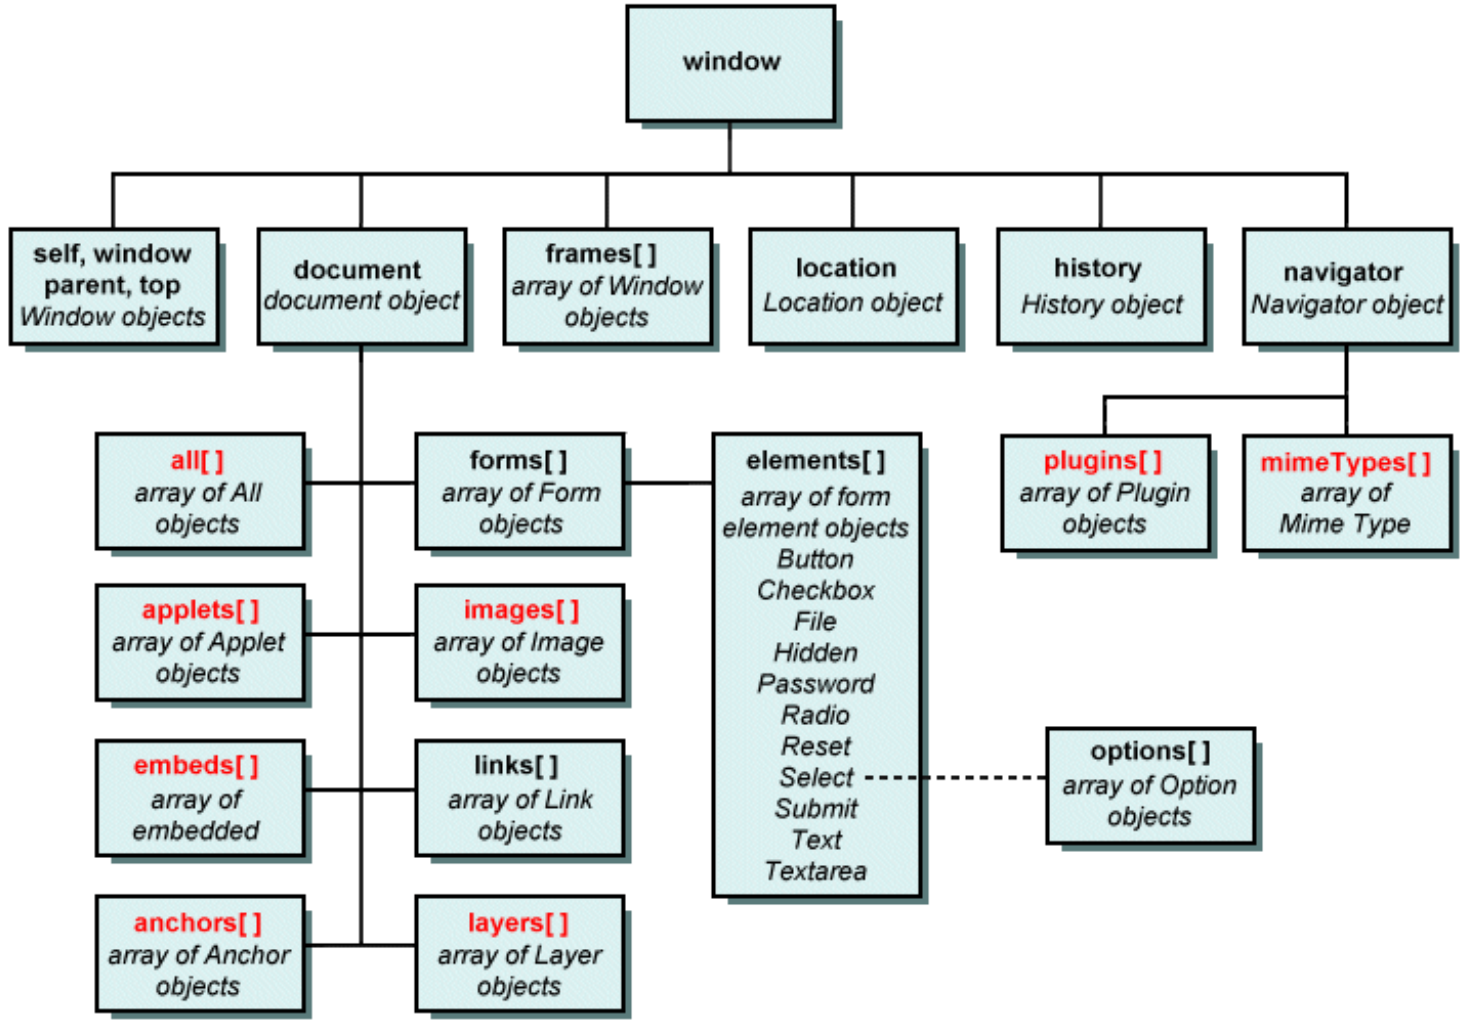 window
self, window
parent, top
Window objects
document
document object
frames[ ]
array of Window
objects
location
Location object
history
History object
navigator
Navigator object
all[ ]
array of All
objects
forms[ ]
array of Form
objects
elements[ ]
array of form
element objects
Button
Checkbox
File
Hidden
Password
Radio
Reset
Select
Submit
Text
Textarea
plugins[ ]
array of Plugin
objects
mimeTypes[ ]
array of
Mime Type
applets[ ]
array of Applet
objects
images[ ]
array of Image
objects
embeds[ ]
array of
embedded
links[ ]
array of Link
objects
options[ ]
array of Option
objects
anchors[ ]
array of Anchor
objects
layers[ ]
array of Layer
objects